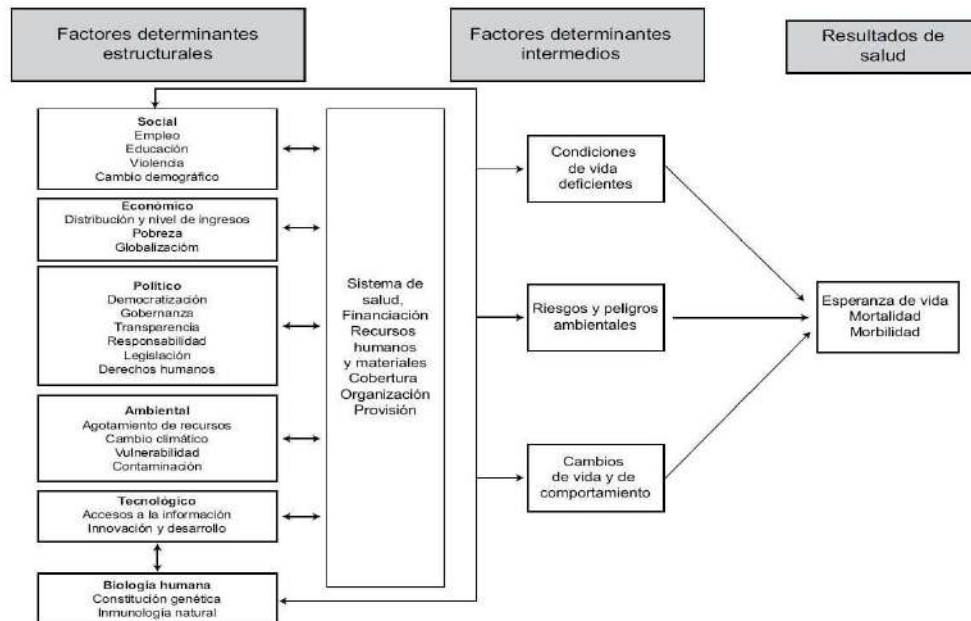 Factores determinantes
estructurales
Factores determinantes
intermedios
Resultados de
salud
Social
Empleo
Educación
Violencia
Cambio demográfico
Económico
Distribución y nivel de ingresos
Pobreza
Globalizacióm
Político
Democratización
Gobernanza
Transparencia
Responsabilidad
Legislación
Derechos humanos
Ambiental
Agotamiento de recursos
Cambio climático
Vulnerabilidad
Contaminación
Tecnológico
Accesos a la información
Innovación y desarrollo
Biología humana
Constitución genética
Inmunología natural
Sistema de
salud,
Financiación
Recursos
humanos
y materiales
Cobertura
Organización
Provisión
Condiciones
de vida
deficientes
Riesgos y peligros
ambientales
Cambios
de vida y de
comportamiento
Esperanza de vida
Mortalidad
Morbilidad